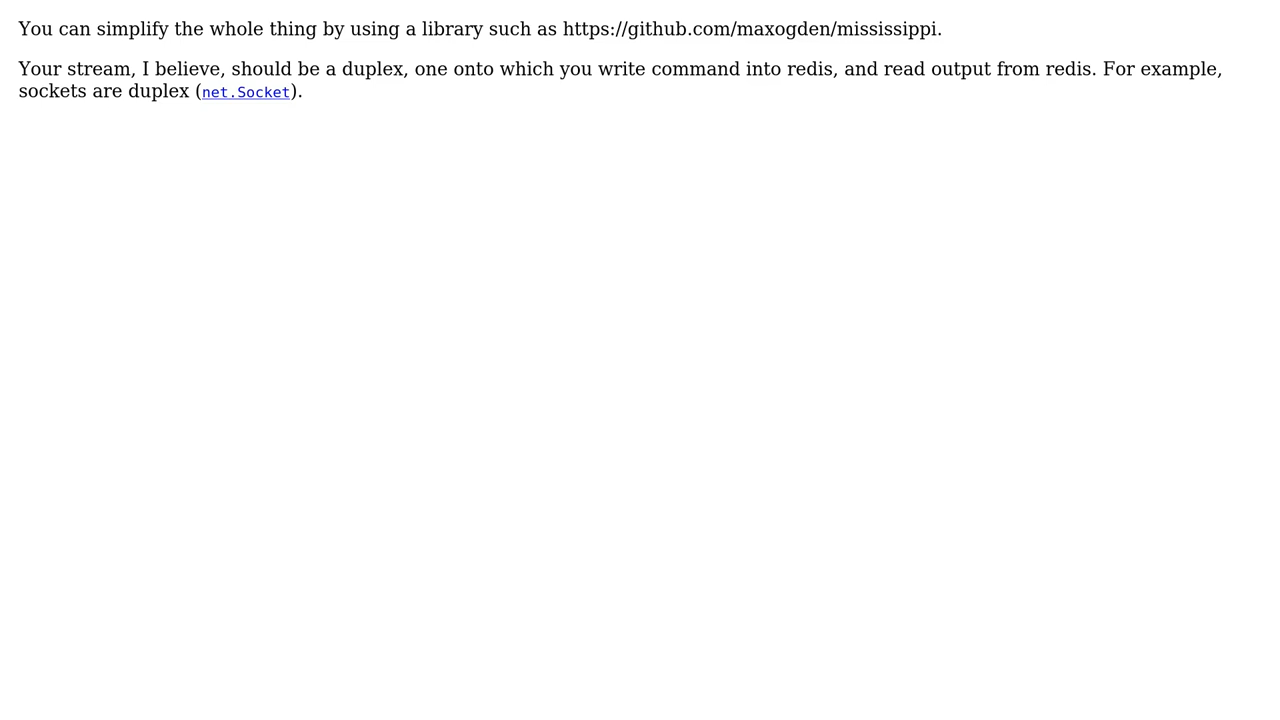 You can simplify the whole thing by using a library such as https://github.com/maxogden/mississippi.
Your stream, I believe, should be a duplex, one onto which you write command into redis, and read output from redis. For example,
sockets are duplex (net.Socket).